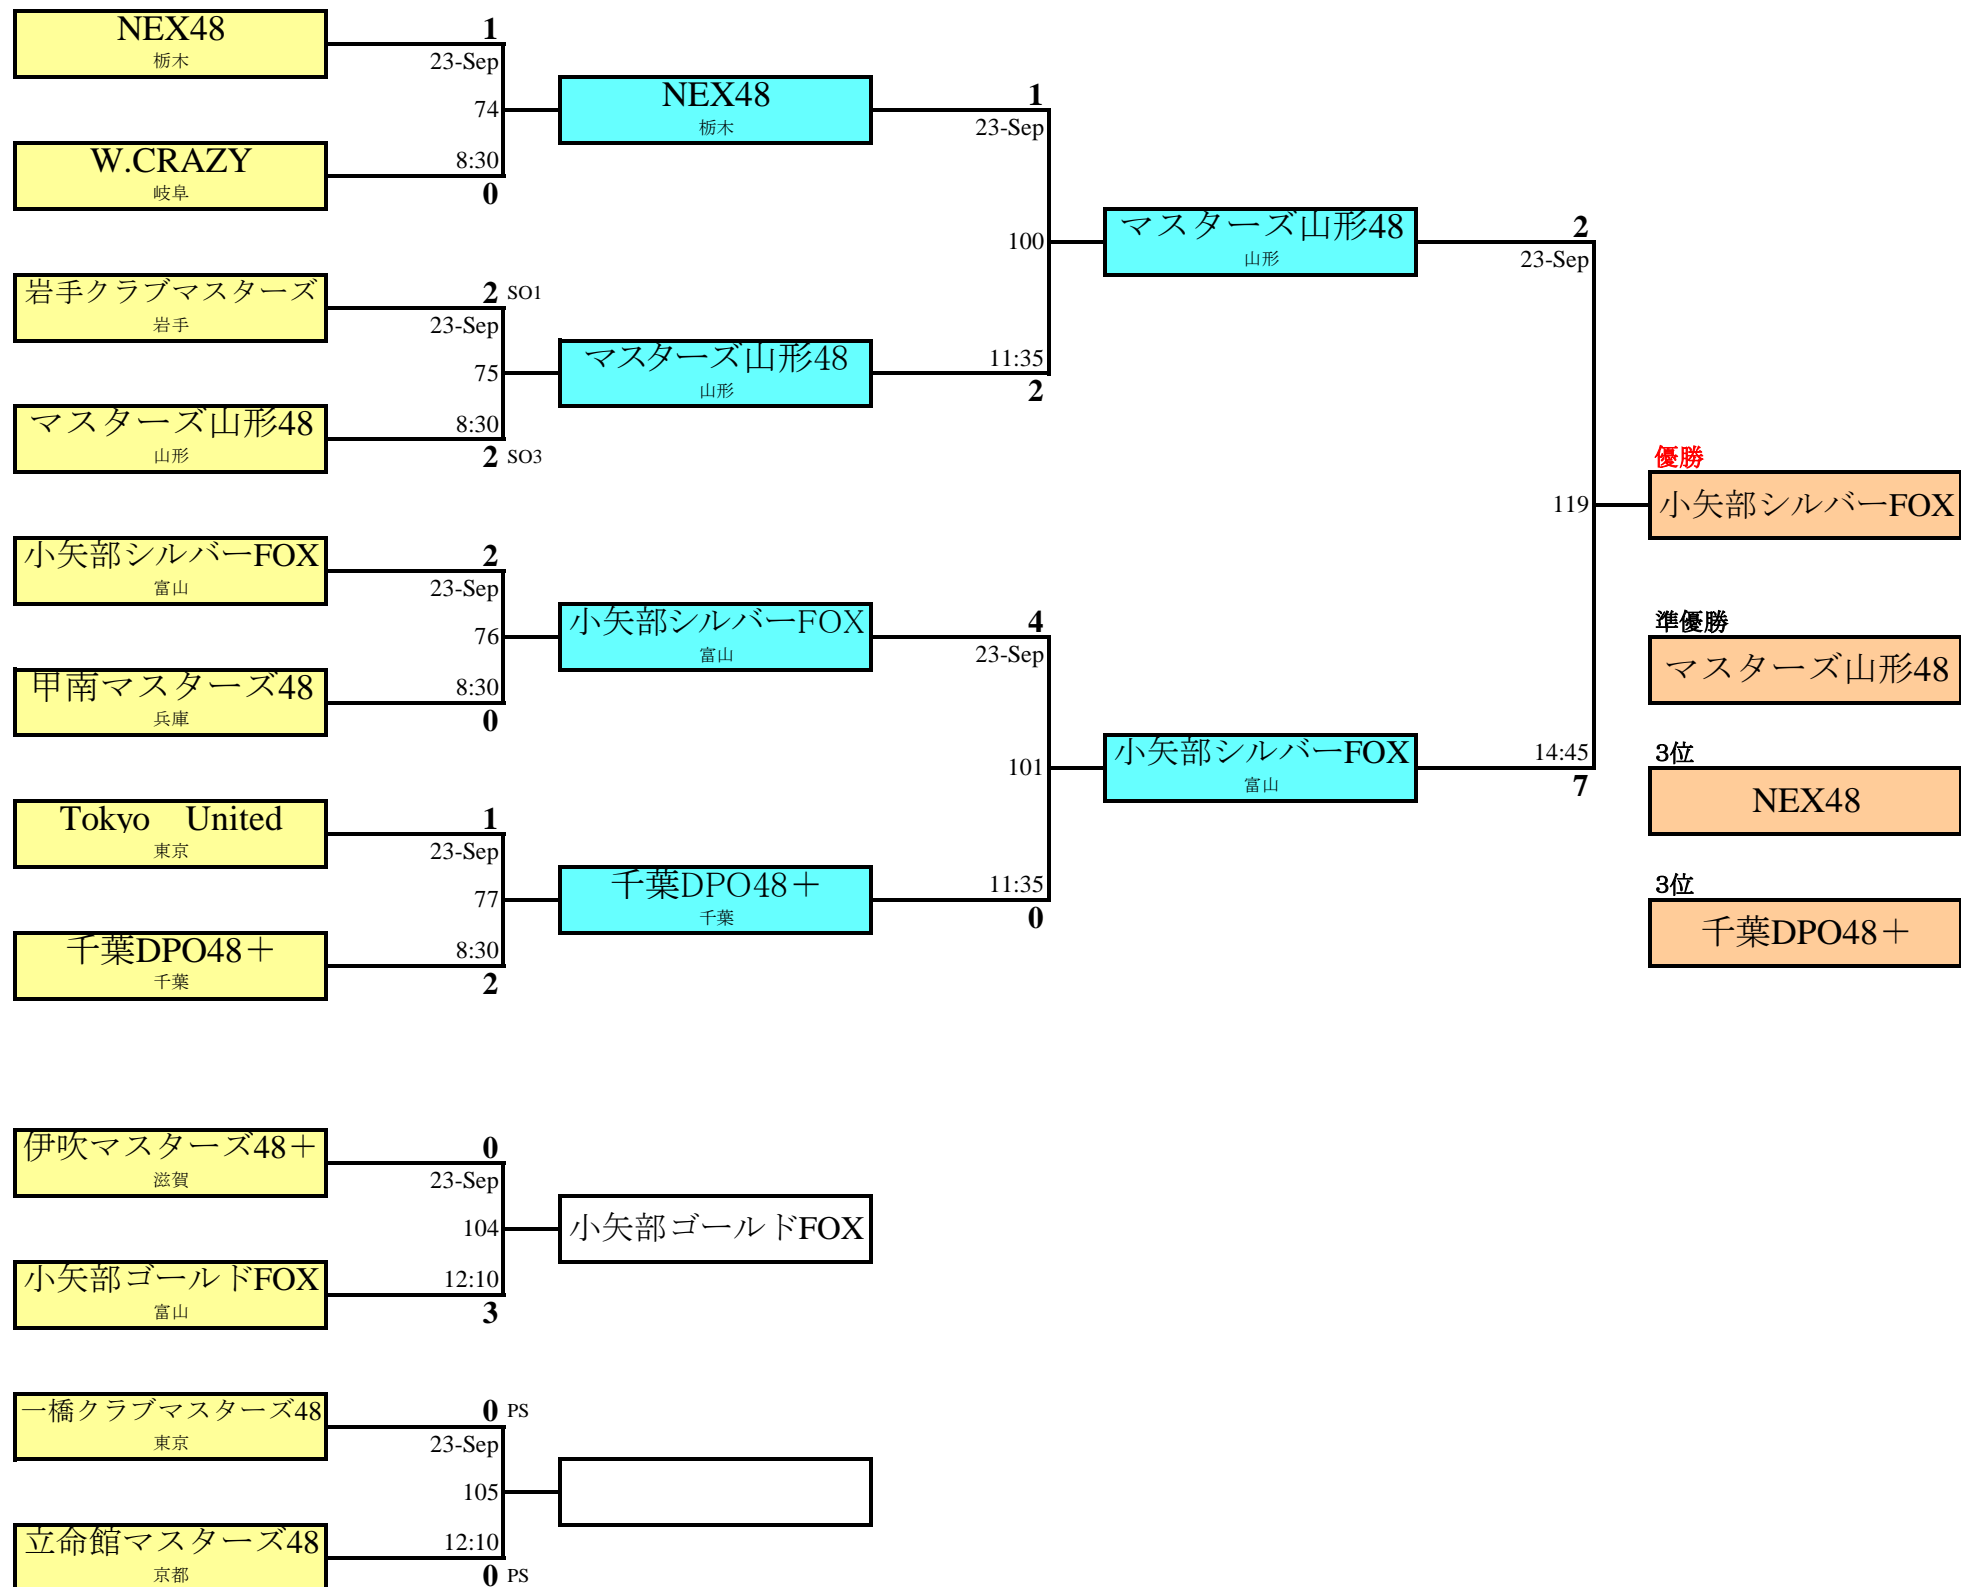 NEX48
栃木
1
23-Sep
74
8:30
0
W.CRAZY
岐阜
NEX48
栃木
1
23-Sep
100
11:35
2
岩手クラブマスターズ
岩手
2 SO1
23-Sep
75
8:30
2 SO3
マスターズ山形48
山形
マスターズ山形48
山形
マスターズ山形48
山形
2
23-Sep
119
14:45
7
小矢部シルバーFOX
富山
2
23-Sep
76
8:30
0
甲南マスターズ48
兵庫
小矢部シルバーFOX
富山
4
23-Sep
101
11:35
0
Tokyo　United
東京
1
23-Sep
77
8:30
2
千葉DPO48＋
千葉
千葉DPO48＋
千葉
小矢部シルバーFOX
富山
優勝
小矢部シルバーFOX
準優勝
マスターズ山形48
3位
NEX48
3位
千葉DPO48＋
伊吹マスターズ48＋
滋賀
0
23-Sep
104
12:10
3
小矢部ゴールドFOX
富山
小矢部ゴールドFOX
一橋クラブマスターズ48
東京
0 PS
23-Sep
105
12:10
0 PS
立命館マスターズ48
京都